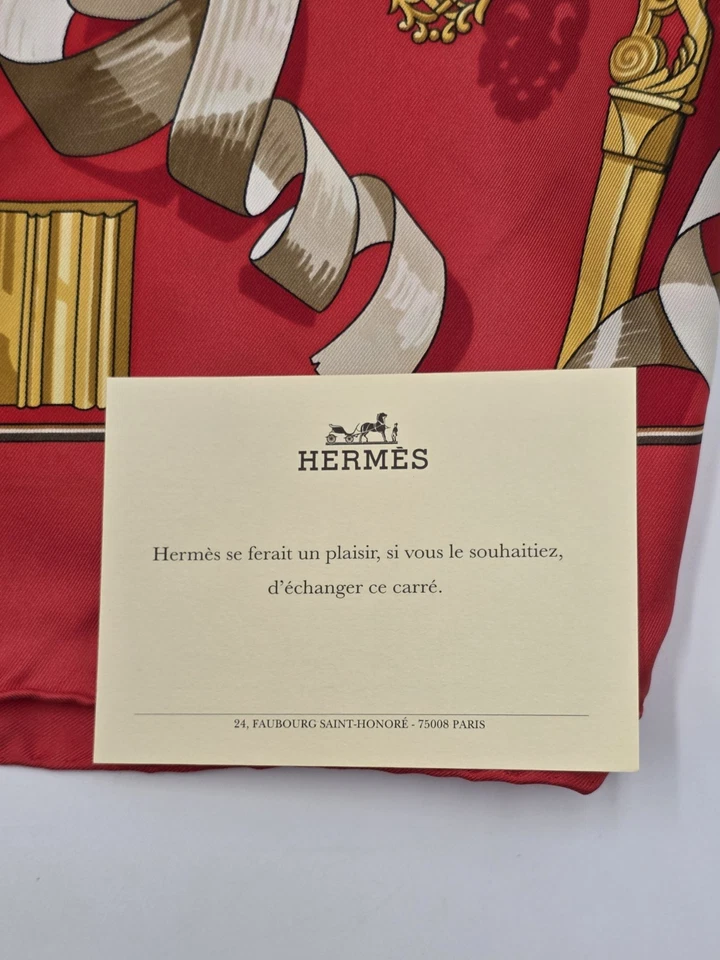 HERMÈS
Hermès se ferait un plaisir, si vous le souhaitiez,
d'échanger ce carré.
24, FAUBOURG SAINT-HONORÉ - 75008 PARIS